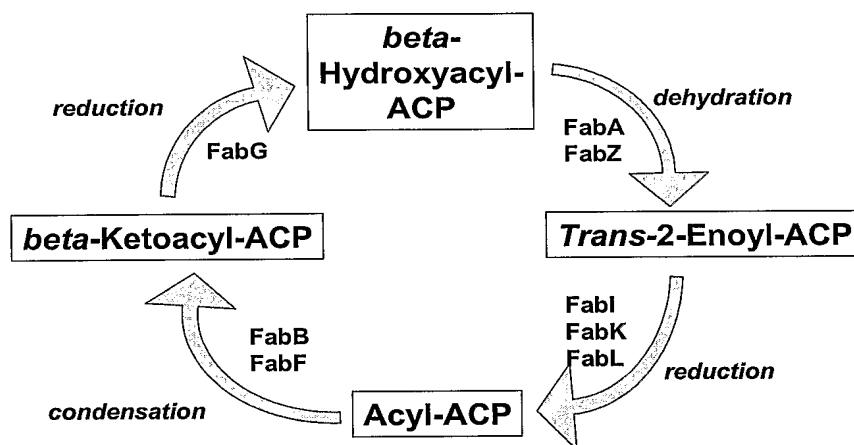 beta-
Hydroxyacyl-
ACP
reduction
dehydration
FabG
FabA
FabZ
beta-Ketoacyl-ACP
Trans-2-Enoyl-ACP
FabB
FabF
FabI
FabK
FabL
condensation
Acyl-ACP
reduction